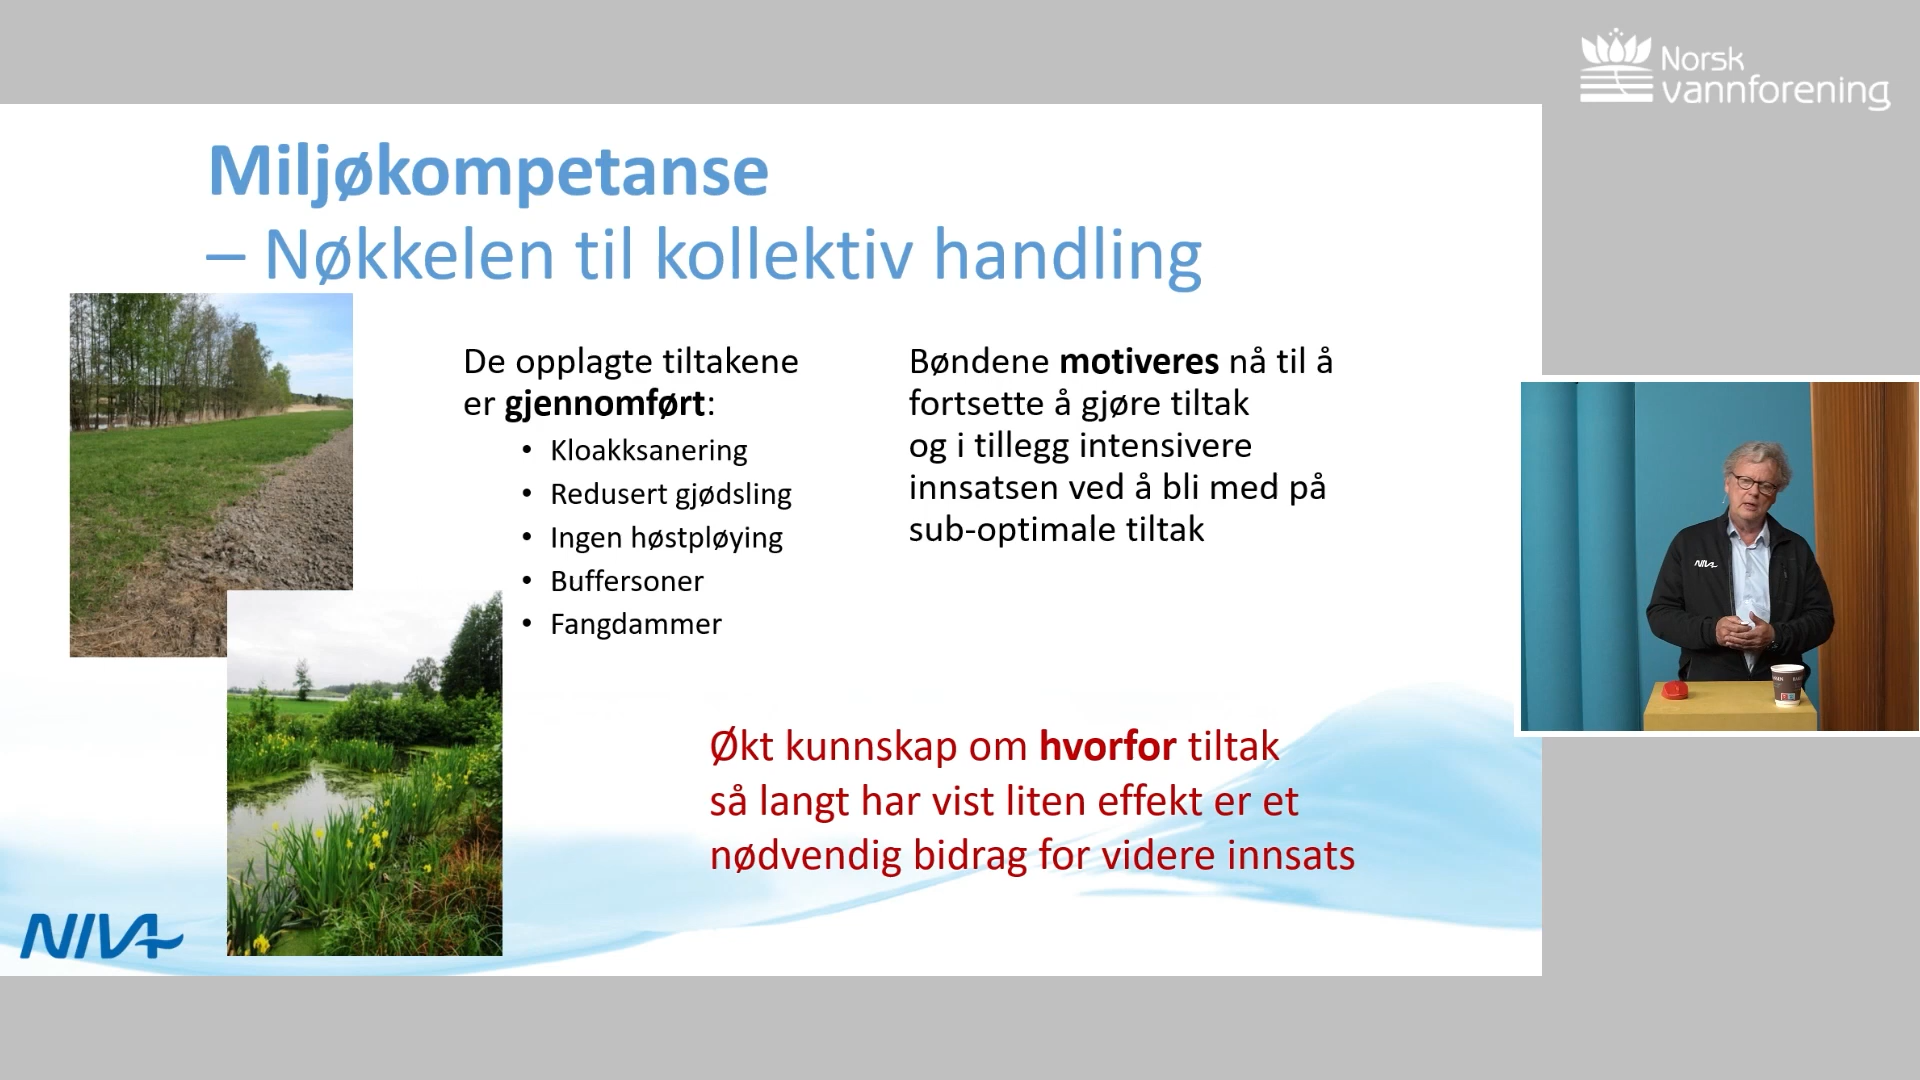 Norsk
vannforening
Miljøkompetanse
– Nøkkelen til kollektiv handling
De opplagte tiltakene
er gjennomført:
• Kloakksanering
• Redusert gjødsling
• Ingen høstpløying
• Buffersoner
• Fangdammer
Bøndene motiveres nå til å
fortsette å gjøre tiltak
og i tillegg intensivere
innsatsen ved å bli med på
sub-optimale tiltak
Økt kunnskap om hvorfor tiltak
så langt har vist liten effekt er et
nødvendig bidrag for videre innsats
NIVA
NIVA